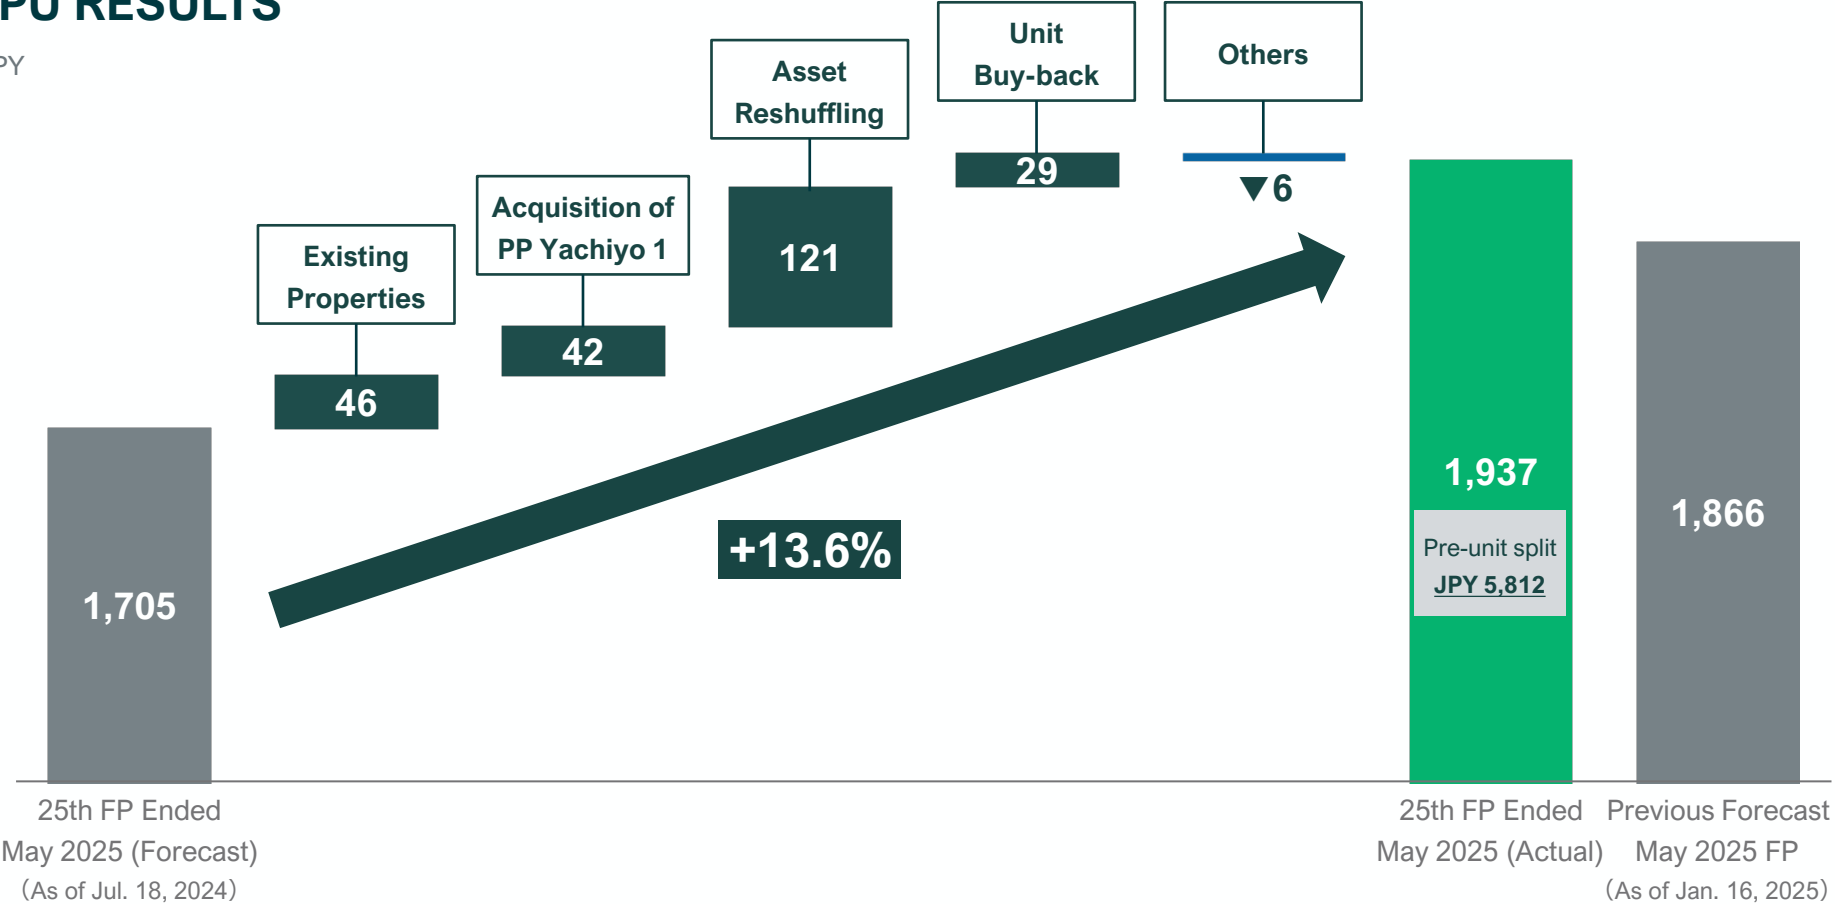 PU RESULTS
PY
Existing
Properties
46
Acquisition of
PP Yachiyo 1
42
Asset
Reshuffling
121
Unit
Buy-back
29
Others
▼6
+13.6%
1,705
1,937
Pre-unit split
JPY 5,812
1,866
25th FP Ended
May 2025 (Forecast)
（As of Jul. 18, 2024）
25th FP Ended
May 2025 (Actual)
Previous Forecast
May 2025 FP
（As of Jan. 16, 2025）